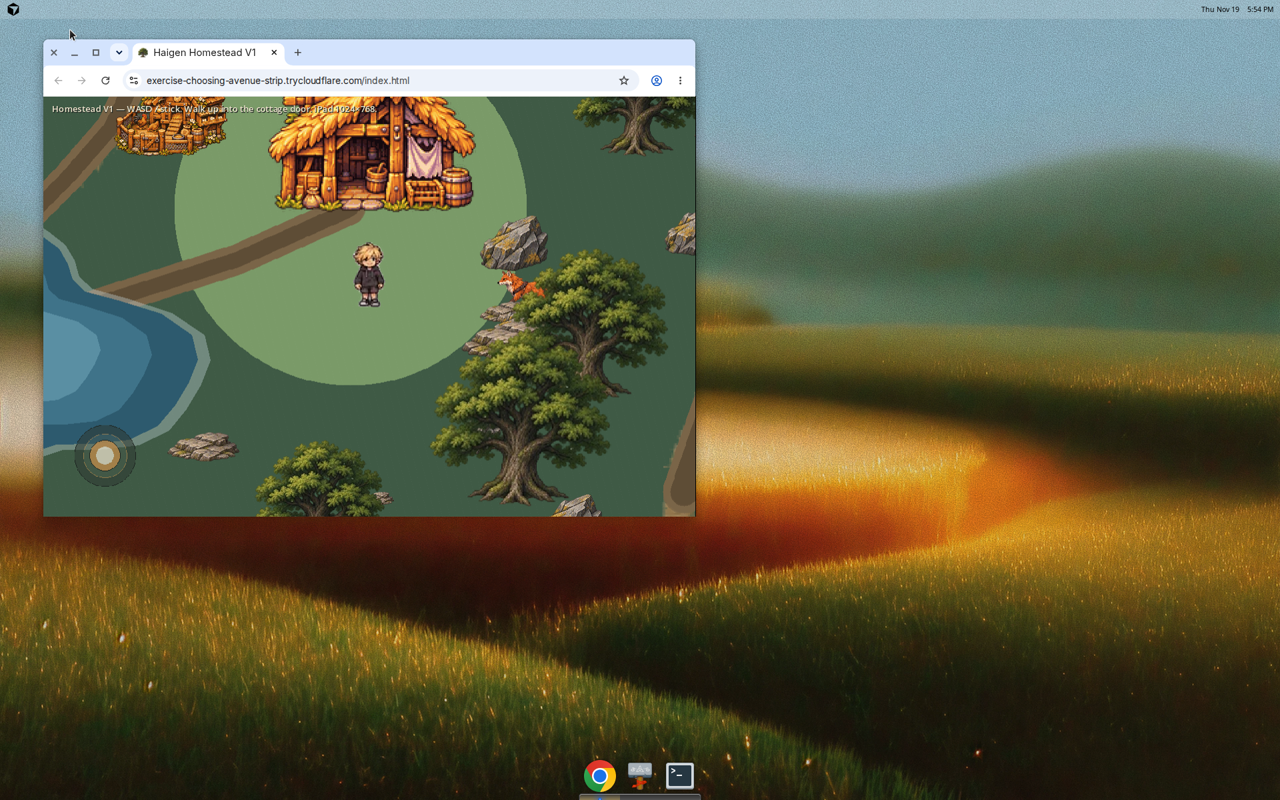 Thu Nov 19 5:54 PM
Haigen Homestead V1
exercise-choosing-avenue-strip.trycloudflare.com/index.html
Homestead V1 — WASD / stick. Walk up into the cottage door. iPad 1024×768.